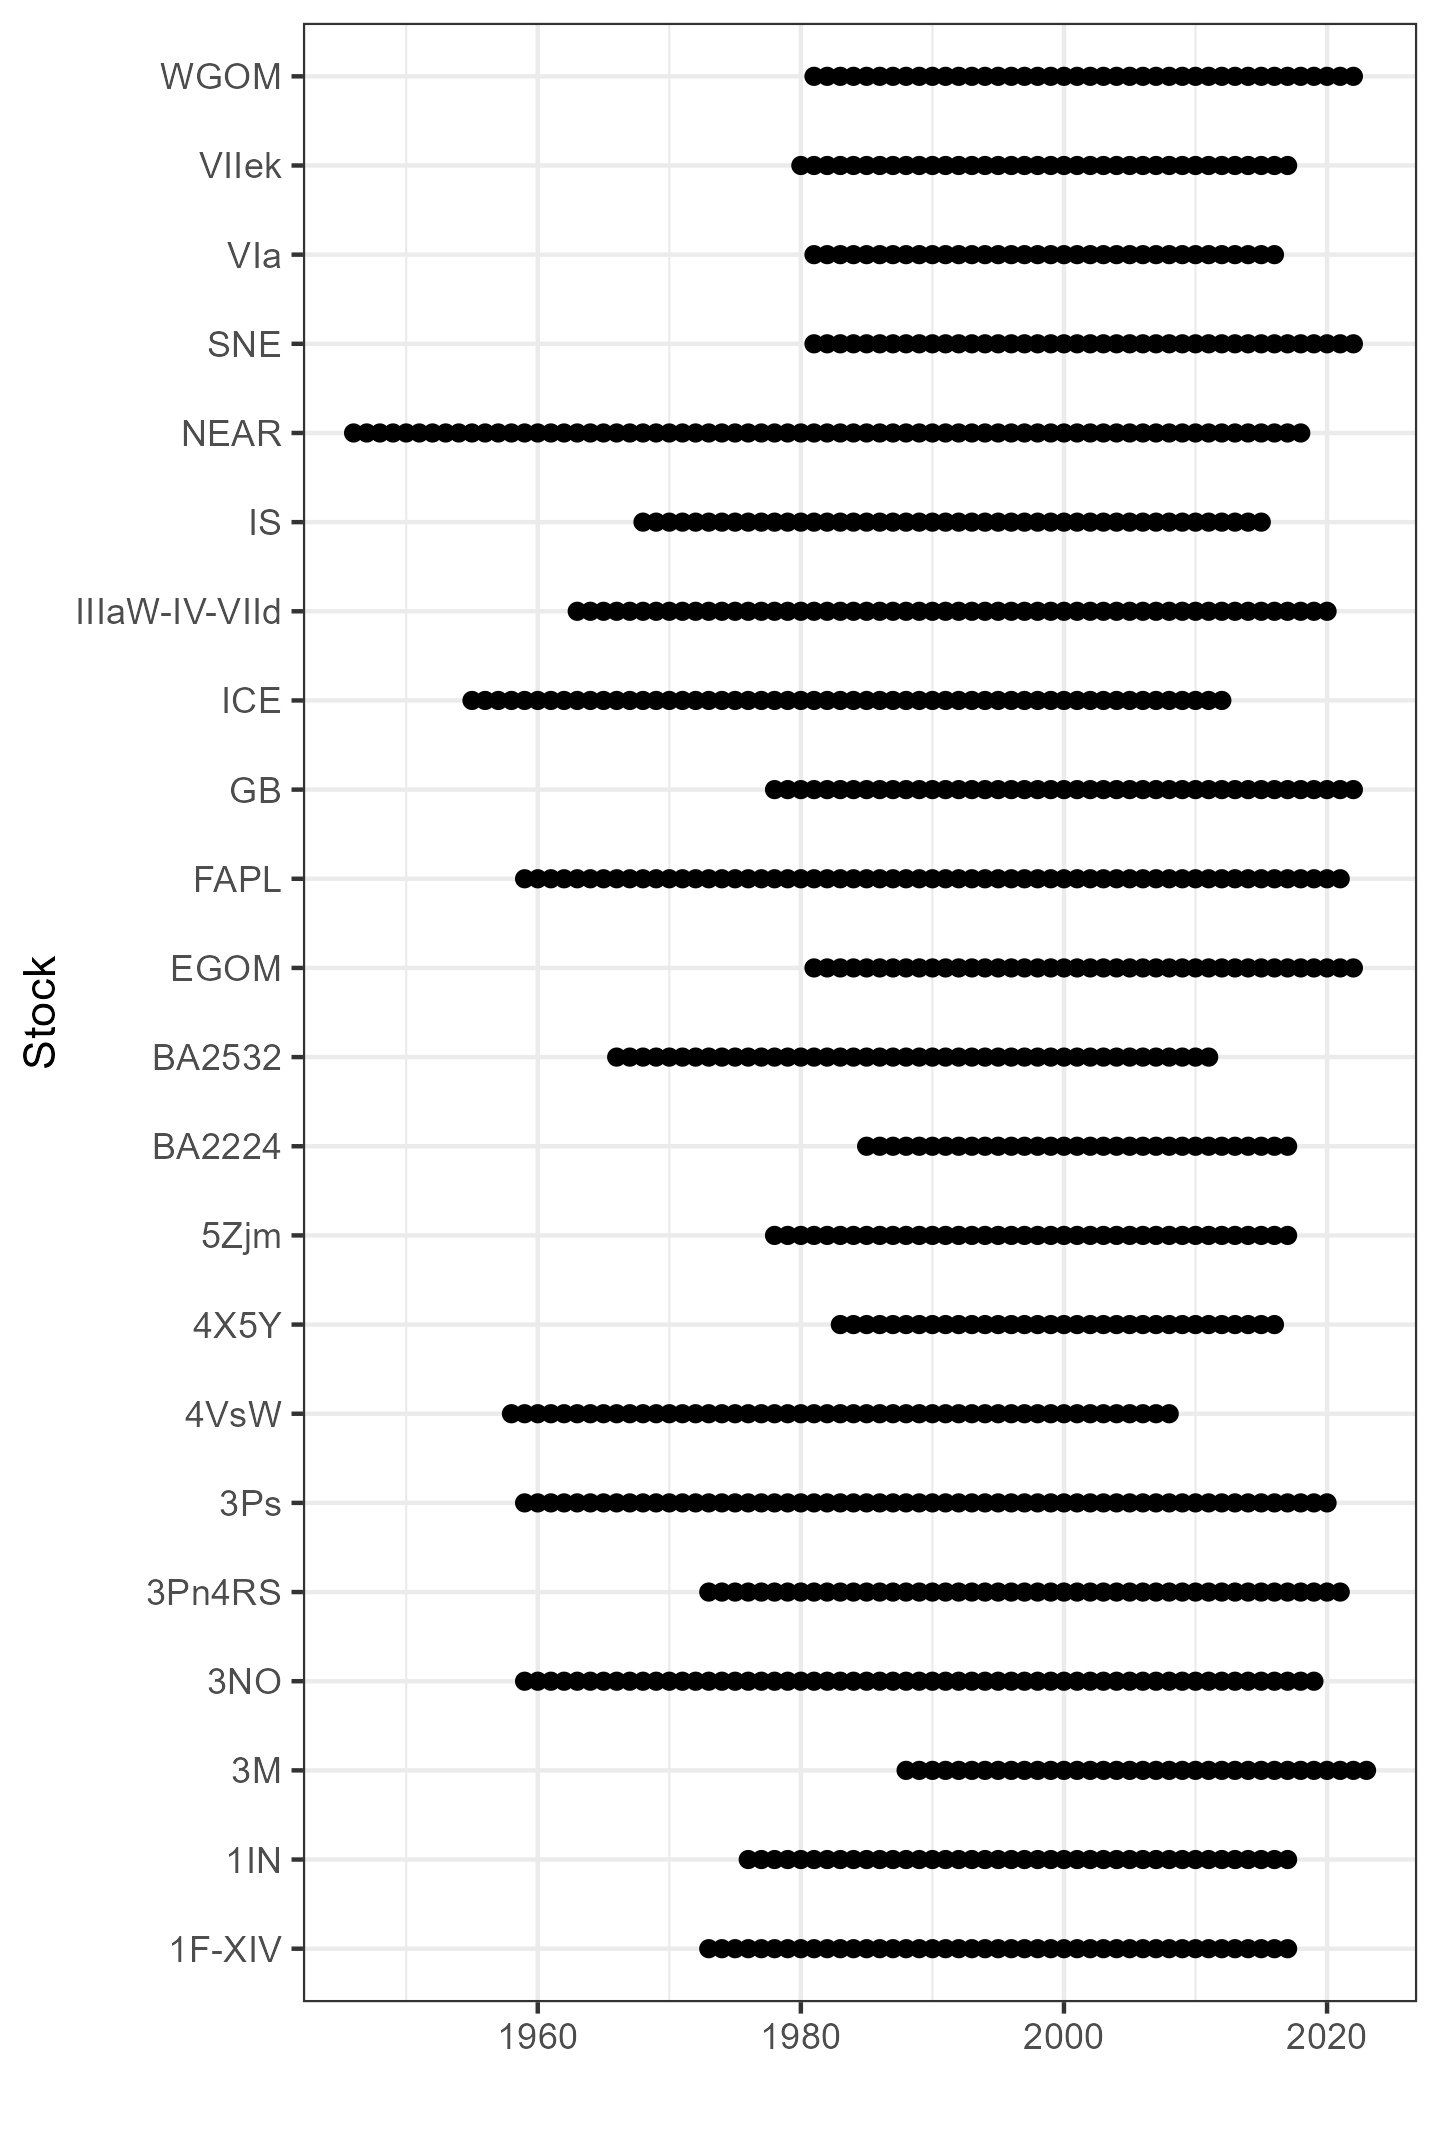 WGOM
VIIek
VIa
SNE
NEAR
IS
IIIaW-IV-VIId
ICE
GB
FAPL
EGOM
Stock
BA2532
BA2224
5Zjm
4X5Y
4VsW
3Ps
3Pn4RS
3NO
3M
1IN
1F-XIV
1960 1980 2000 2020